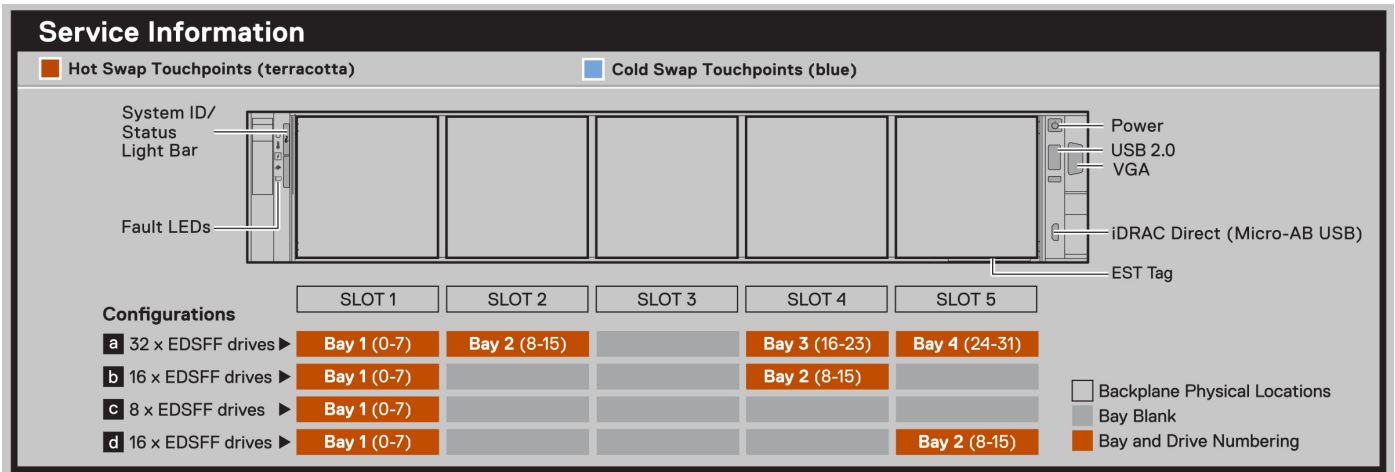 Service Information
Hot Swap Touchpoints (terracotta)
Cold Swap Touchpoints (blue)
System ID/
Status
Light Bar
Fault LEDs
Power
USB 2.0
VGA
iDRAC Direct (Micro-AB USB)
EST Tag
Configurations
SLOT 1 SLOT 2 SLOT 3 SLOT 4 SLOT 5
a 32 x EDSFF drives ▶ Bay 1 (0-7) Bay 2 (8-15) Bay 3 (16-23) Bay 4 (24-31)
b 16 x EDSFF drives ▶ Bay 1 (0-7) Bay 2 (8-15)
c 8 x EDSFF drives ▶ Bay 1 (0-7)
d 16 x EDSFF drives ▶ Bay 1 (0-7) Bay 2 (8-15)
Backplane Physical Locations
Bay Blank
Bay and Drive Numbering